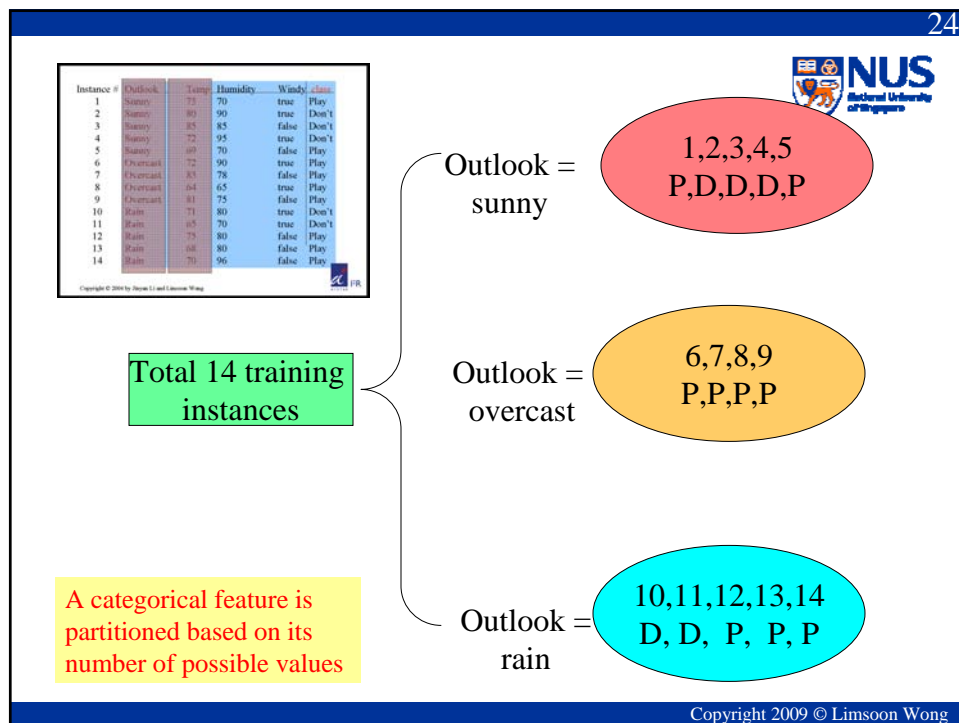 24
Instance # Outlook Temp Humidity Windy class
1 Sunny 75 70 true Play
2 Sunny 80 90 true Don't
3 Sunny 85 85 false Don't
4 Sunny 72 95 true Don't
5 Sunny 69 70 false Play
6 Overcast 72 90 true Play
7 Overcast 83 78 false Play
8 Overcast 64 65 true Play
9 Overcast 81 75 false Play
10 Rain 71 80 true Don't
11 Rain 65 70 true Don't
12 Rain 75 80 false Play
13 Rain 68 80 false Play
14 Rain 70 96 false Play
Copyright © 2004 by Jinyan Li and Limsoon Wong
FR
NUS
National University
of Singapore
Outlook =
sunny
1,2,3,4,5
P,D,D,D,P
Total 14 training
instances
Outlook =
overcast
6,7,8,9
P,P,P,P
A categorical feature is
partitioned based on its
number of possible values
Outlook =
rain
10,11,12,13,14
D, D, P, P, P
Copyright 2009 © Limsoon Wong